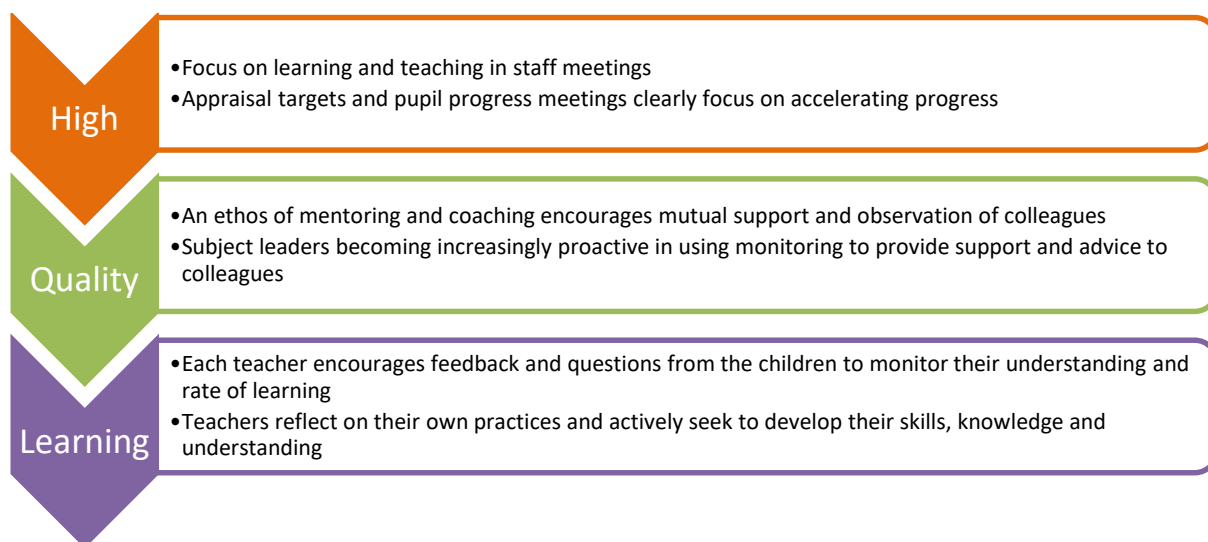 High
•Focus on learning and teaching in staff meetings
•Appraisal targets and pupil progress meetings clearly focus on accelerating progress
Quality
•An ethos of mentoring and coaching encourages mutual support and observation of colleagues
•Subject leaders becoming increasingly proactive in using monitoring to provide support and advice to
colleagues
Learning
•Each teacher encourages feedback and questions from the children to monitor their understanding and
rate of learning
•Teachers reflect on their own practices and actively seek to develop their skills, knowledge and
understanding